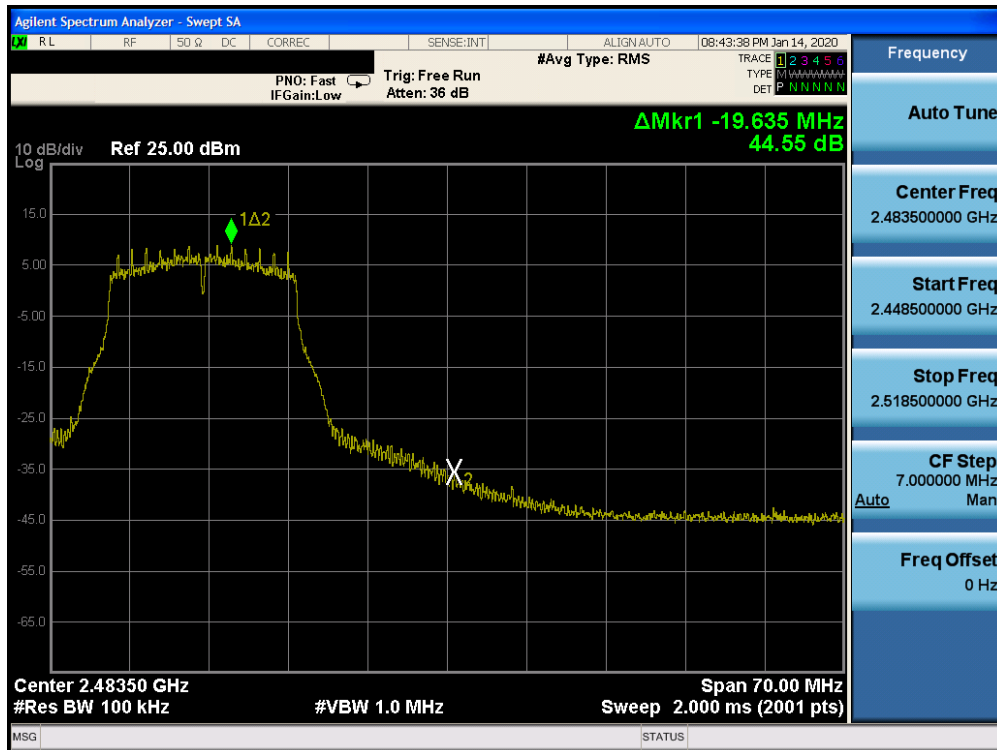 Agilent Spectrum Analyzer - Swept SA
LXI RL RF 50 Ω DC CORREC SENSE:INT ALIGNAUTO 08:43:38 PM Jan 14, 2020
Frequency
#Avg Type: RMS
TRACE 1 2 3 4 5 6
PNO: Fast Trig: Free Run
TYPE M WWWWW
IFGain:Low Atten: 36 dB
DET P N N N N N
Auto Tune
ΔMkr1 -19.635 MHz
44.55 dB
10 dB/div Ref 25.00 dBm
Log
15.0
5.00
-5.00
-15.0
-25.0
-35.0
-45.0
-55.0
-65.0
1Δ2
X2
Center Freq
2.483500000 GHz
Start Freq
2.448500000 GHz
Stop Freq
2.518500000 GHz
CF Step
7.000000 MHz
Auto Man
Freq Offset
0 Hz
Center 2.48350 GHz Span 70.00 MHz
#Res BW 100 kHz #VBW 1.0 MHz Sweep 2.000 ms (2001 pts)
MSG STATUS